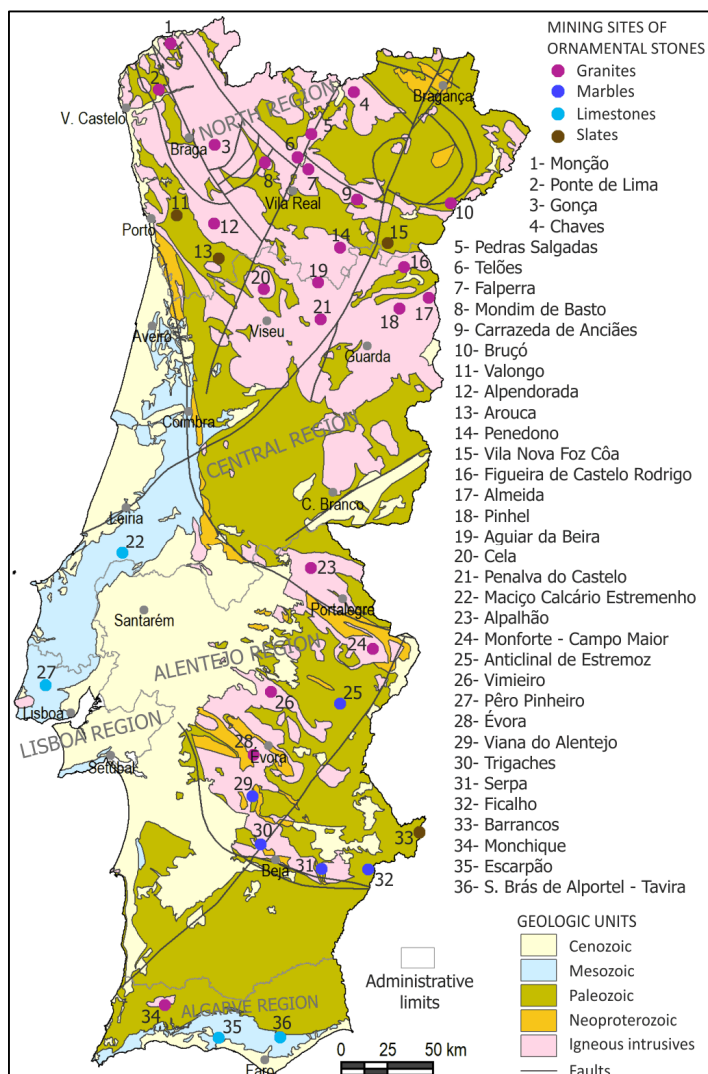 MINING SITES OF
ORNAMENTAL STONES
Granites
Marbles
Limestones
Slates
1- Monção
2- Ponte de Lima
3- Gonça
4- Chaves
5- Pedras Salgadas
6- Telões
7- Falperra
8- Mondim de Basto
9- Carrazeda de Anciães
10- Bruçó
11- Valongo
12- Alpendorada
13- Arouca
14- Penedono
15- Vila Nova Foz Côa
16- Figueira de Castelo Rodrigo
17- Almeida
18- Pinhel
19- Aguiar da Beira
20- Cela
21- Penalva do Castelo
22- Maciço Calcário Estremenho
23- Alpalhão
24- Monforte - Campo Maior
25- Anticlinal de Estremoz
26- Vimieiro
27- Pêro Pinheiro
28- Évora
29- Viana do Alentejo
30- Trigaches
31- Serpa
32- Ficalho
33- Barrancos
34- Monchique
35- Escarpão
36- S. Brás de Alportel - Tavira
GEOLOGIC UNITS
Cenozoic
Mesozoic
Paleozoic
Neoproterozoic
Igneous intrusives
Faults
Administrative
limits
0 25 50 km
1
2
4
Bragança
V. Castelo
NORTH REGION
5
Braga
3
6
8
7
Vila Real
9
10
11
Porto
12
13
14
15
16
19
20
17
18
21
Viseu
Aveiro
Guarda
Coimbra
CENTRAL REGION
C. Branco
Leiria
22
23
Portalegre
Santarém
ALENTEJO REGION
24
27
26
25
Lisboa
LISBOA REGION
28
Évora
Setúbal
29
30
33
Beja
31
32
34
ALGARVE REGION
35
36
Faro